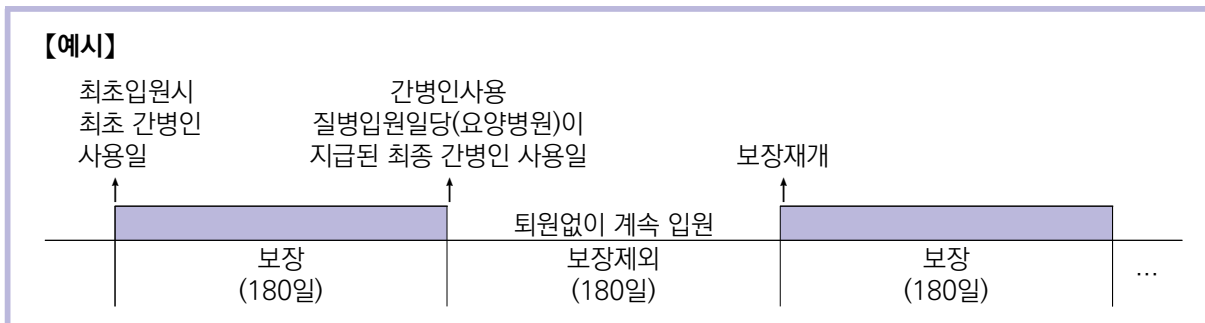 【예시】
최초입원시
최초 간병인
사용일
간병인사용
질병입원일당(요양병원)이
지급된 최종 간병인 사용일
보장재개
퇴원없이 계속 입원
보장
(180일)
보장제외
(180일)
보장
(180일)
…